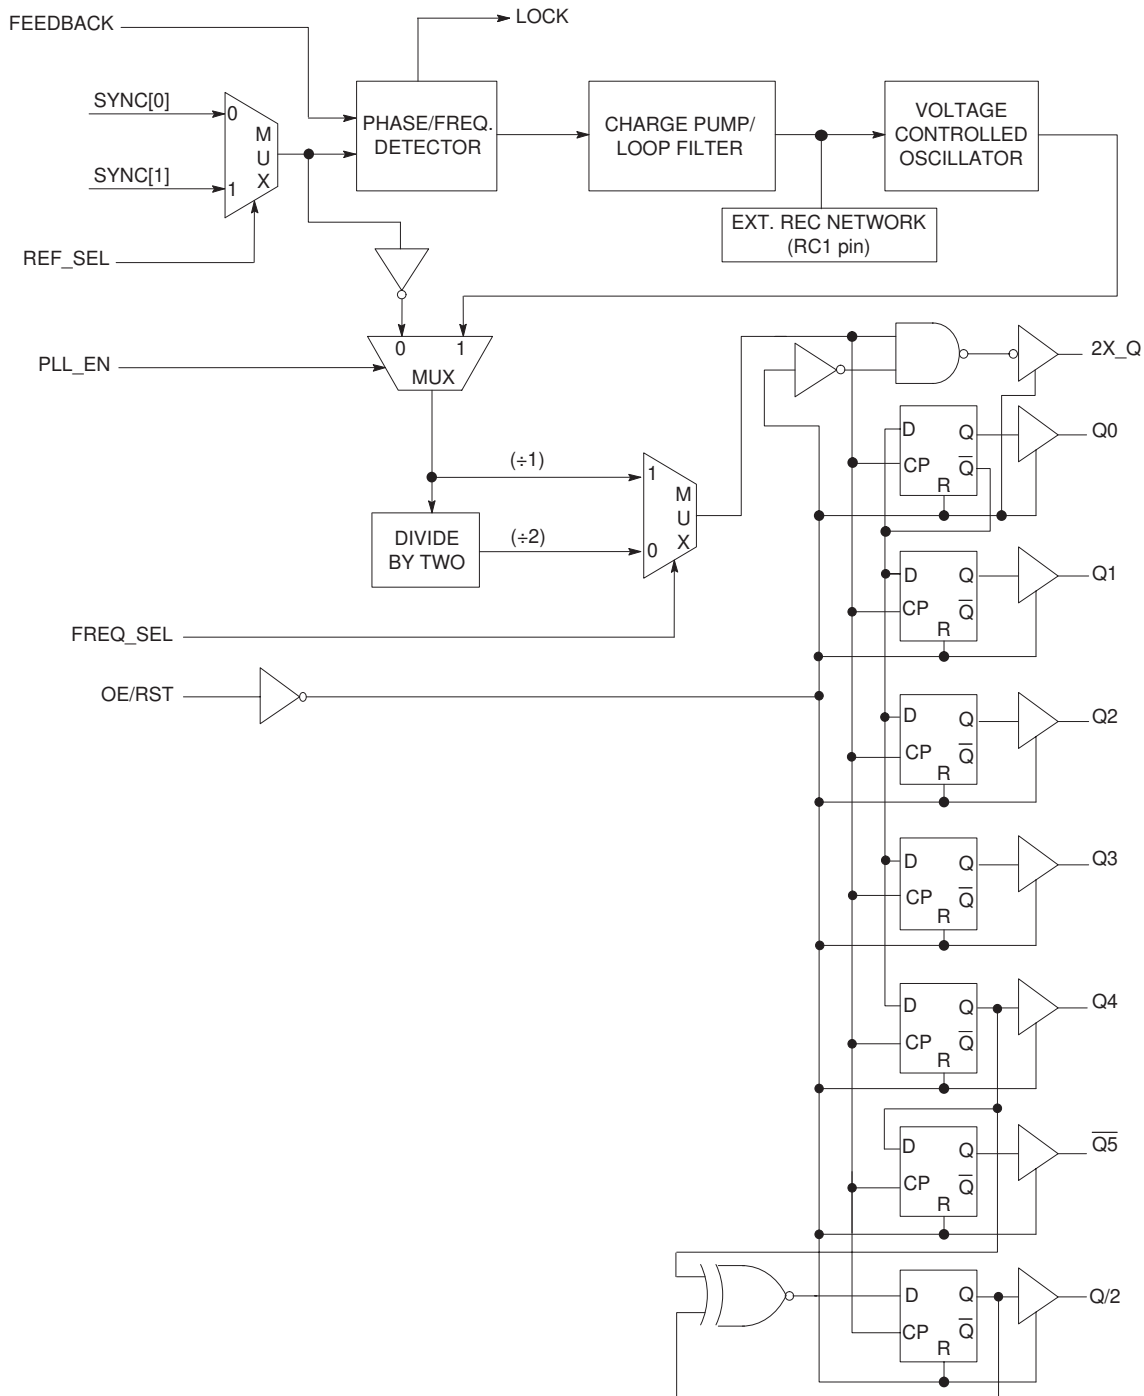 FEEDBACK
LOCK
SYNC[0]
SYNC[1]
0
1
M
U
X
PHASE/FREQ.
DETECTOR
CHARGE PUMP/
LOOP FILTER
VOLTAGE
CONTROLLED
OSCILLATOR
EXT. REC NETWORK
(RC1 pin)
REF_SEL
PLL_EN
0 1
MUX
2X_Q
(÷1)
(÷2)
DIVIDE
BY TWO
1
0
M
U
X
FREQ_SEL
OE/RST
D Q
CP Q̅
R
Q0
D Q
CP Q̅
R
Q1
D Q
CP Q̅
R
Q2
D Q
CP Q̅
R
Q3
D Q
CP Q̅
R
Q4
D Q
CP Q̅
R
Q̅5̅
D Q
CP Q̅
R
Q/2